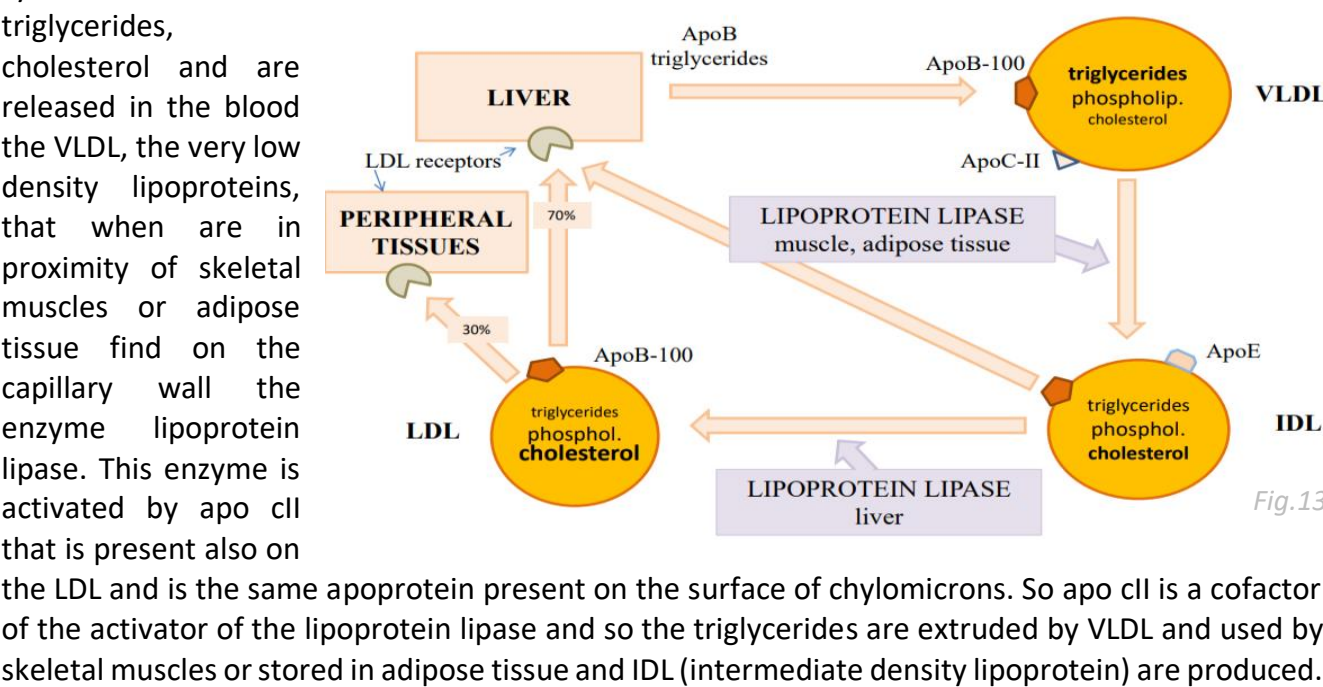 triglycerides,
cholesterol and are
released in the blood
the VLDL, the very low
density lipoproteins,
that when are in
proximity of skeletal
muscles or adipose
tissue find on the
capillary wall the
enzyme lipoprotein
lipase. This enzyme is
activated by apo cII
that is present also on
the LDL and is the same apoprotein present on the surface of chylomicrons. So apo cII is a cofactor
of the activator of the lipoprotein lipase and so the triglycerides are extruded by VLDL and used by
skeletal muscles or stored in adipose tissue and IDL (intermediate density lipoprotein) are produced.
ApoB
triglycerides
LIVER
LDL receptors
PERIPHERAL
TISSUES
70%
30%
ApoB-100
triglycerides
phospholip.
cholesterol
VLDL
ApoC-II
LIPOPROTEIN LIPASE
muscle, adipose tissue
ApoE
triglycerides
phosphol.
cholesterol
IDL
ApoB-100
LDL
triglycerides
phosphol.
cholesterol
LIPOPROTEIN LIPASE
liver
Fig.13